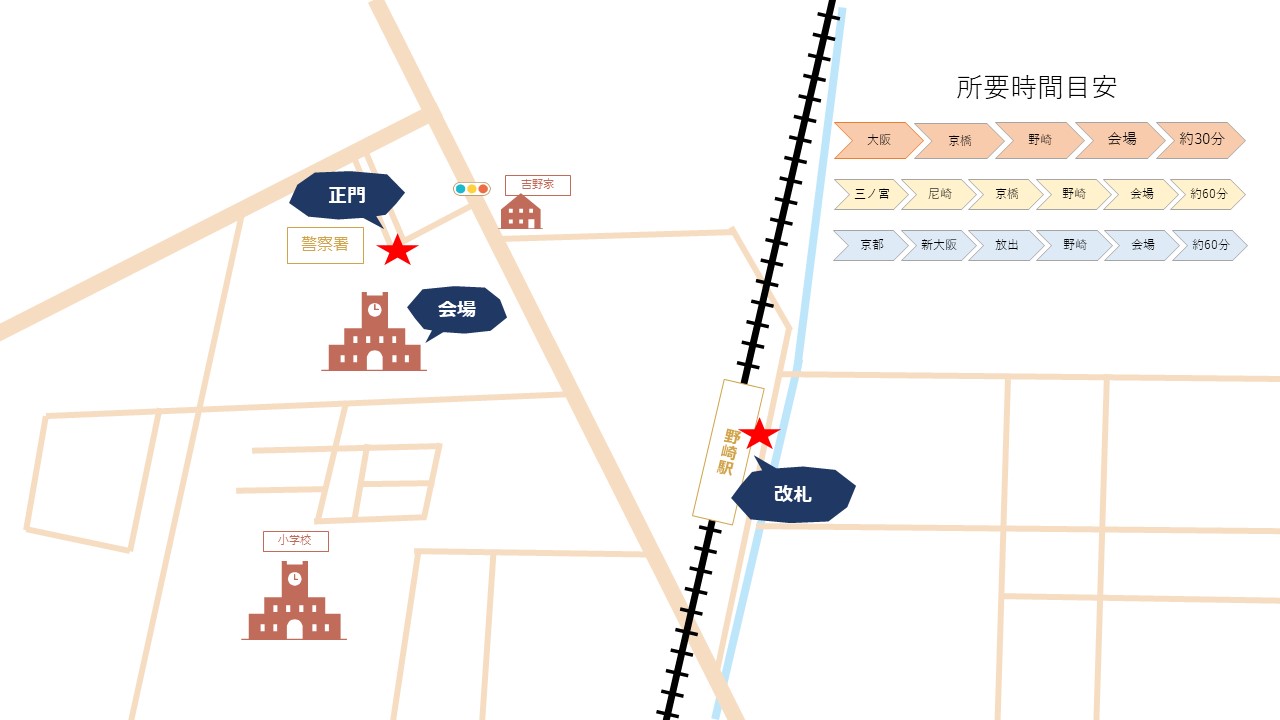 所要時間目安
大阪 京橋 野崎 会場 約30分
三ノ宮 尼崎 京橋 野崎 会場 約60分
京都 新大阪 放出 野崎 会場 約60分
正門
吉野家
警察署
会場
野崎駅
改札
小学校